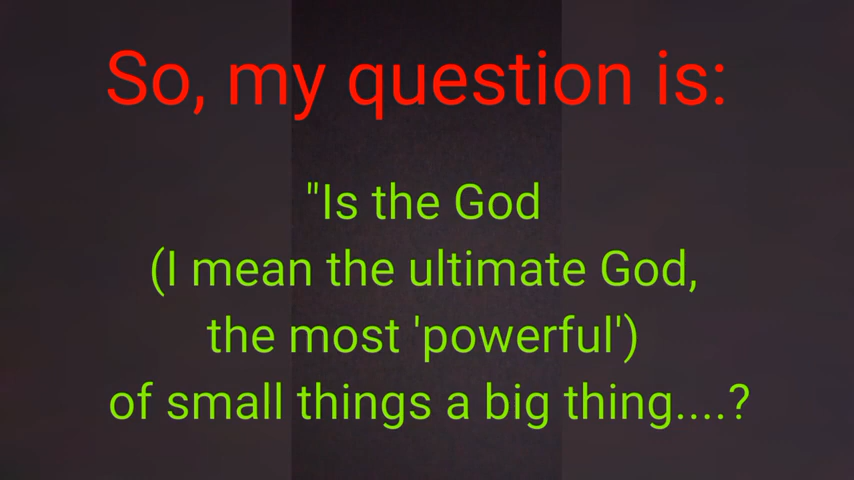 So, my question is:
"Is the God
(I mean the ultimate God,
the most 'powerful')
of small things a big thing....?